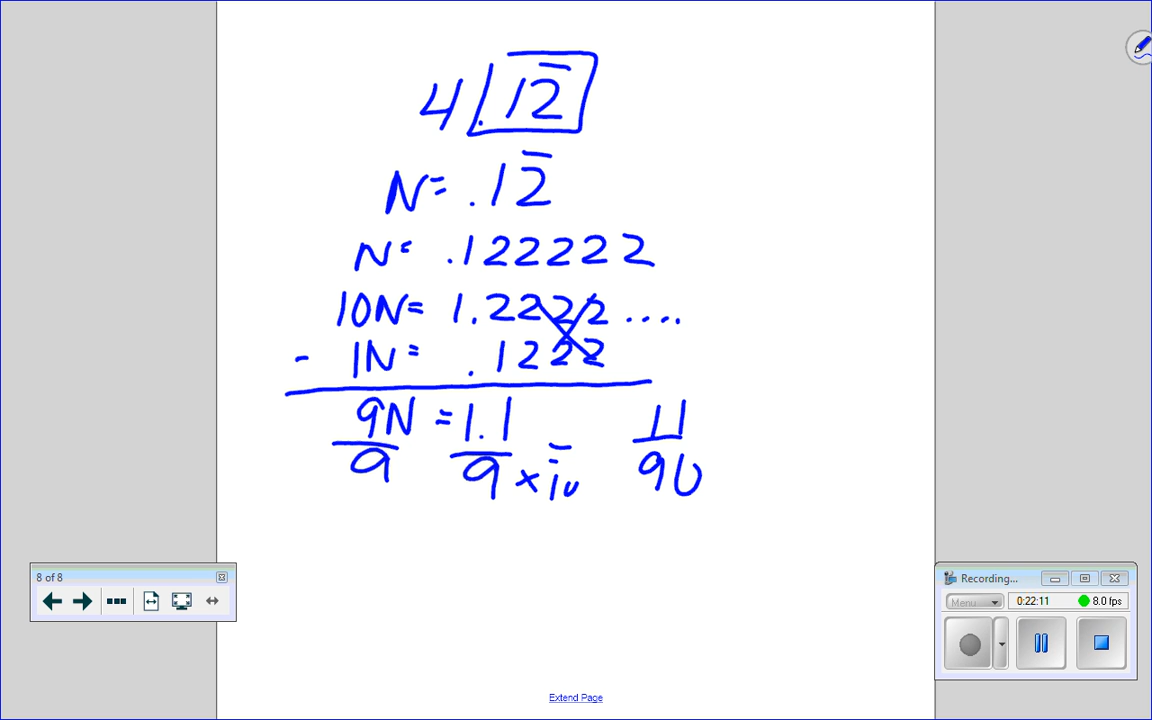 4 .12̅
N= .12̅
N= .122222
10N= 1.2222 ....
- 1N= .1222
9N = 1.1
9 9 × 10
11
90
8 of 8
Recording...
Menu
0:22:11
8.0 fps
Extend Page